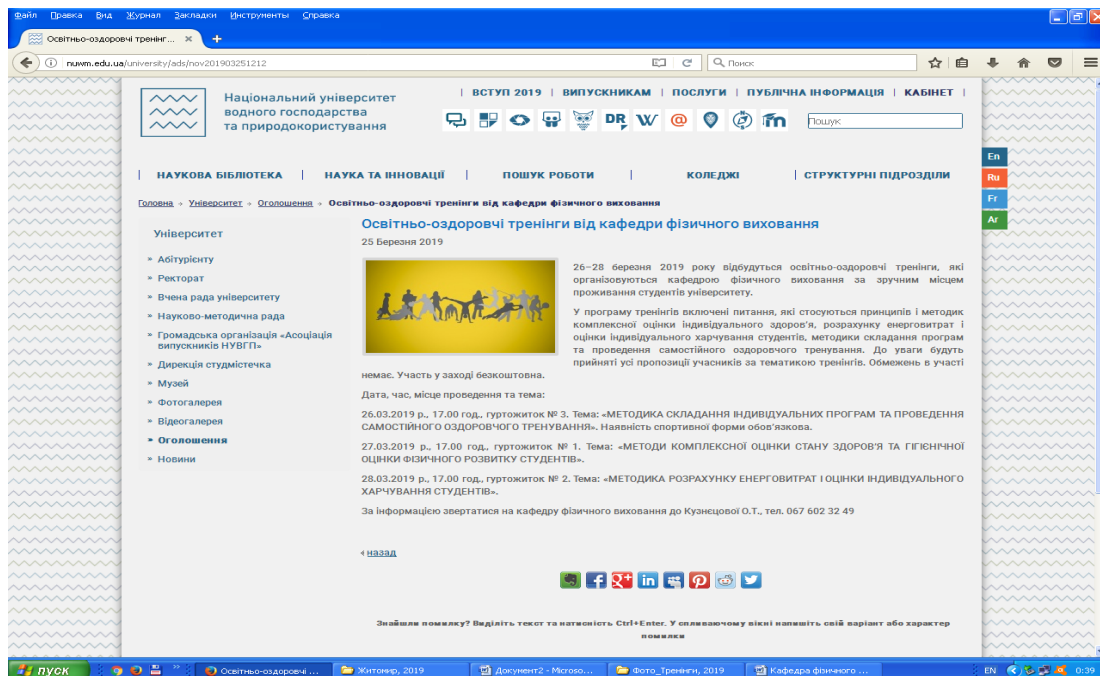 Файл Правка Вид Журнал Закладки Инструменты Справка
Освітньо-оздоровчі тренінг...
nuwm.edu.ua/university/ads/nov201903251212
Поиск
Національний університет
водного господарства
та природокористування
ВСТУП 2019 | ВИПУСКНИКАМ | ПОСЛУГИ | ПУБЛІЧНА ІНФОРМАЦІЯ | КАБІНЕТ |
DR W @
Пошук
En
Ru
Fr
Ar
| НАУКОВА БІБЛІОТЕКА | НАУКА ТА ІННОВАЦІЇ | ПОШУК РОБОТИ | КОЛЕДЖІ | СТРУКТУРНІ ПІДРОЗДІЛИ
Головна » Університет » Оголошення » Освітньо-оздоровчі тренінги від кафедри фізичного виховання
Університет
» Абітурієнту
» Ректорат
» Вчена рада університету
» Науково-методична рада
» Громадська організація «Асоціація
випускників НУВГП»
» Дирекція студмістечка
» Музей
» Фотогалерея
» Відеогалерея
» Оголошення
» Новини
Освітньо-оздоровчі тренінги від кафедри фізичного виховання
25 Березня 2019
26–28 березня 2019 року відбудуться освітньо-оздоровчі тренінги, які
організовуються кафедрою фізичного виховання за зручним місцем
проживання студентів університету.
У програму тренінгів включені питання, які стосуються принципів і методик
комплексної оцінки індивідуального здоров'я, розрахунку енерговитрат і
оцінки індивідуального харчування студентів, методики складання програм
та проведення самостійного оздоровчого тренування. До уваги будуть
прийняті усі пропозиції учасників за тематикою тренінгів. Обмежень в участі
немає. Участь у заході безкоштовна.
Дата, час, місце проведення та тема:
26.03.2019 р., 17.00 год., гуртожиток № 3. Тема: «МЕТОДИКА СКЛАДАННЯ ІНДИВІДУАЛЬНИХ ПРОГРАМ ТА ПРОВЕДЕННЯ
САМОСТІЙНОГО ОЗДОРОВЧОГО ТРЕНУВАННЯ». Наявність спортивної форми обов'язкова.
27.03.2019 р., 17.00 год., гуртожиток № 1. Тема: «МЕТОДИ КОМПЛЕКСНОЇ ОЦІНКИ СТАНУ ЗДОРОВ'Я ТА ГІГІЄНІЧНОЇ
ОЦІНКИ ФІЗИЧНОГО РОЗВИТКУ СТУДЕНТІВ».
28.03.2019 р., 17.00 год., гуртожиток № 2. Тема: «МЕТОДИКА РОЗРАХУНКУ ЕНЕРГОВИТРАТ І ОЦІНКИ ІНДИВІДУАЛЬНОГО
ХАРЧУВАННЯ СТУДЕНТІВ».
За інформацією звертатися на кафедру фізичного виховання до Кузнєцової О.Т., тел. 067 602 32 49
назад
Знайшли помилку? Виділіть текст та натисність Ctrl+Enter. У спливаючому вікні напишіть свій варіант або характер
помилки
пуск Освітньо-оздоровчі ... Житомир, 2019 Документ2 - Microso... Фото_Тренінги, 2019 Кафедра фізичного ... EN 0:39